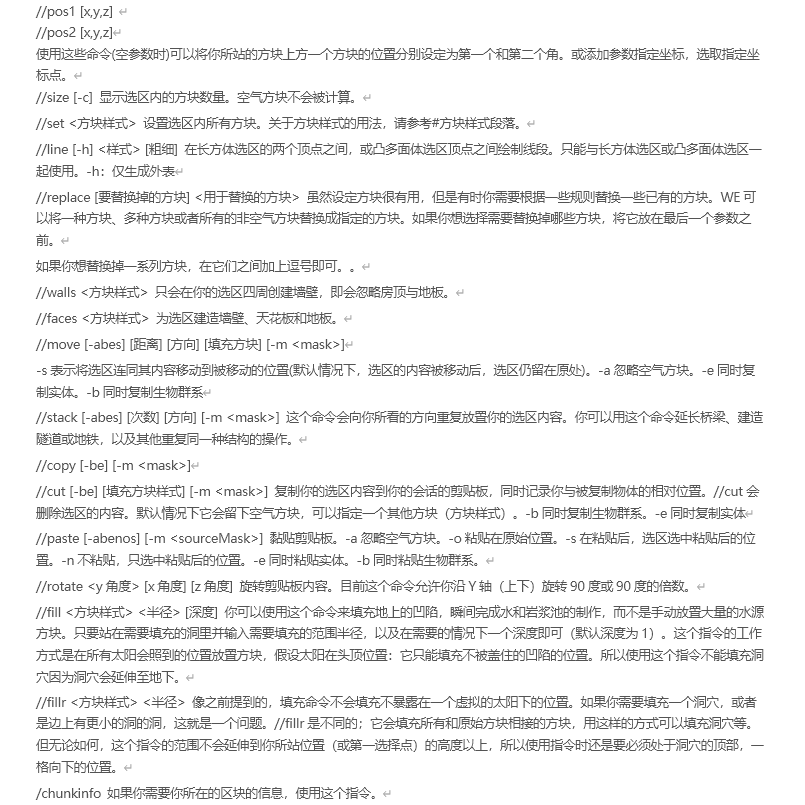 //pos1 [x,y,z] ↵
//pos2 [x,y,z]↵
使用这些命令(空参数时)可以将你所站的方块上方一个方块的位置分别设定为第一个和第二个角。或添加参数指定坐标，选取指定坐
标点。↵
//size [-c]  显示选区内的方块数量。空气方块不会被计算。↵
//set <方块样式>  设置选区内所有方块。关于方块样式的用法，请参考#方块样式段落。↵
//line [-h] <样式> [粗细]  在长方体选区的两个顶点之间，或凸多面体选区顶点之间绘制线段。只能与长方体选区或凸多面体选区一
起使用。-h：仅生成外表↵
//replace [要替换掉的方块] <用于替换的方块>  虽然设定方块很有用，但是有时你需要根据一些规则替换一些已有的方块。WE 可
以将一种方块、多种方块或者所有的非空气方块替换成指定的方块。如果你想选择需要替换掉哪些方块，将它放在最后一个参数之
前。↵
如果你想替换掉一系列方块，在它们之间加上逗号即可。。↵
//walls <方块样式>  只会在你的选区四周创建墙壁，即会忽略房顶与地板。↵
//faces <方块样式>  为选区建造墙壁、天花板和地板。↵
//move [-abes] [距离] [方向] [填充方块] [-m <mask>]↵
-s 表示将选区连同其内容移动到被移动的位置(默认情况下，选区的内容被移动后，选区仍留在原处)。-a 忽略空气方块。-e 同时复
制实体。-b 同时复制生物群系↵
//stack [-abes] [次数] [方向] [-m <mask>]  这个命令会向你所看的方向重复放置你的选区内容。你可以用这个命令延长桥梁、建造
隧道或地铁，以及其他重复同一种结构的操作。↵
//copy [-be] [-m <mask>]↵
//cut [-be] [填充方块样式] [-m <mask>]  复制你的选区内容到你的会话的剪贴板，同时记录你与被复制物体的相对位置。//cut 会
删除选区的内容。默认情况下它会留下空气方块，可以指定一个其他方块（方块样式）。-b 同时复制生物群系。-e 同时复制实体↵
//paste [-abenos] [-m <sourceMask>]  黏贴剪贴板。-a 忽略空气方块。-o 粘贴在原始位置。-s 在粘贴后，选区选中粘贴后的位
置。-n 不粘贴，只选中粘贴后的位置。-e 同时粘贴实体。-b 同时粘贴生物群系。↵
//rotate <y 角度> [x 角度] [z 角度]  旋转剪贴板内容。目前这个命令允许你沿 Y 轴（上下）旋转 90 度或 90 度的倍数。↵
//fill <方块样式> <半径> [深度]  你可以使用这个命令来填充地上的凹陷，瞬间完成水和岩浆池的制作，而不是手动放置大量的水源
方块。只要站在需要填充的洞里并输入需要填充的范围半径，以及在需要的情况下一个深度即可（默认深度为 1）。这个指令的工作
方式是在所有太阳会照到的位置放置方块，假设太阳在头顶位置：它只能填充不被盖住的凹陷的位置。所以使用这个指令不能填充洞
穴因为洞穴会延伸至地下。↵
//fillr <方块样式> <半径>  像之前提到的，填充命令不会填充不暴露在一个虚拟的太阳下的位置。如果你需要填充一个洞穴，或者
是边上有更小的洞的洞，这就是一个问题。//fillr 是不同的；它会填充所有和原始方块相接的方块，用这样的方式可以填充洞穴等。
但无论如何，这个指令的范围不会延伸到你所站位置（或第一选择点）的高度以上，所以使用指令时还是要必须处于洞穴的顶部，一
格向下的位置。↵
/chunkinfo  如果你需要你所在的区块的信息，使用这个指令。↵